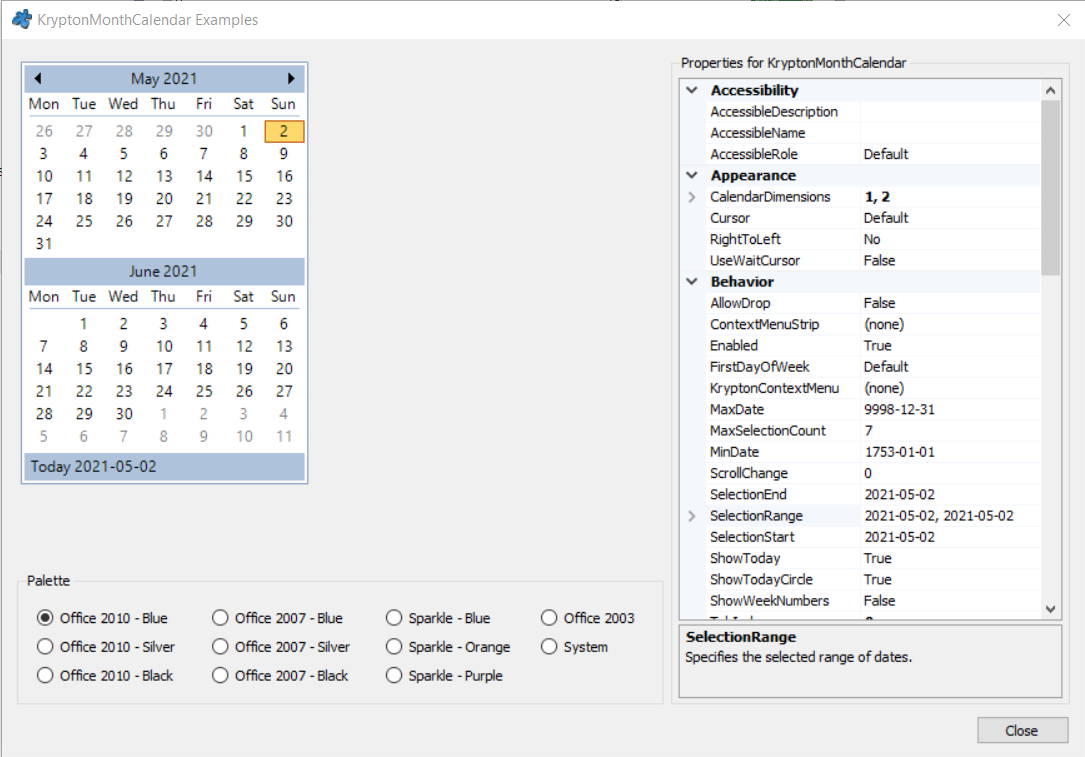 KryptonMonthCalendar Examples
May 2021
Mon Tue Wed Thu Fri Sat Sun
26 27 28 29 30 1 2
3 4 5 6 7 8 9
10 11 12 13 14 15 16
17 18 19 20 21 22 23
24 25 26 27 28 29 30
31
June 2021
Mon Tue Wed Thu Fri Sat Sun
1 2 3 4 5 6
7 8 9 10 11 12 13
14 15 16 17 18 19 20
21 22 23 24 25 26 27
28 29 30 1 2 3 4
5 6 7 8 9 10 11
Today 2021-05-02
Palette
Office 2010 - Blue Office 2007 - Blue Sparkle - Blue Office 2003
Office 2010 - Silver Office 2007 - Silver Sparkle - Orange System
Office 2010 - Black Office 2007 - Black Sparkle - Purple
Properties for KryptonMonthCalendar
Accessibility
AccessibleDescription
AccessibleName
AccessibleRole Default
Appearance
CalendarDimensions 1, 2
Cursor Default
RightToLeft No
UseWaitCursor False
Behavior
AllowDrop False
ContextMenuStrip (none)
Enabled True
FirstDayOfWeek Default
KryptonContextMenu (none)
MaxDate 9998-12-31
MaxSelectionCount 7
MinDate 1753-01-01
ScrollChange 0
SelectionEnd 2021-05-02
SelectionRange 2021-05-02, 2021-05-02
SelectionStart 2021-05-02
ShowToday True
ShowTodayCircle True
ShowWeekNumbers False
SelectionRange
Specifies the selected range of dates.
Close